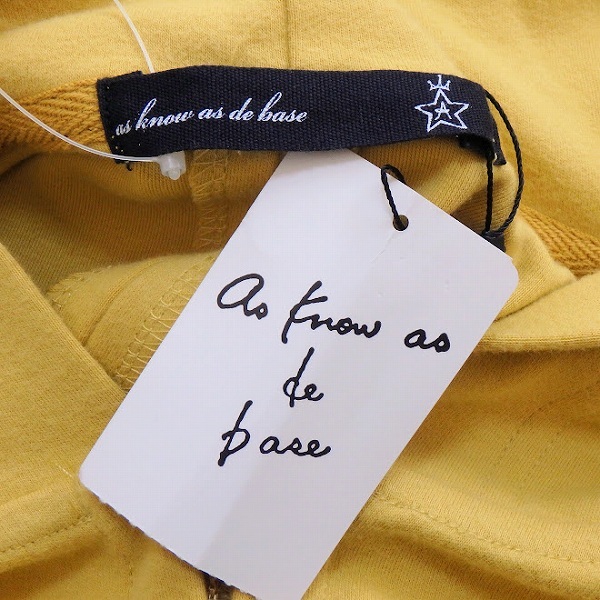 as know as de base
A
As Know as
de
base